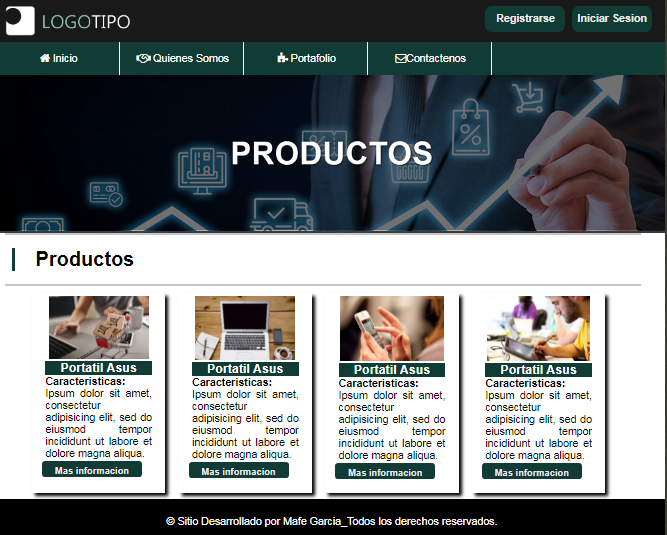 LOGOTIPO
Registrarse
Iniciar Sesion
Inicio
Quienes Somos
Portafolio
Contactenos
PRODUCTOS
Productos
Portatil Asus
Caracteristicas:
Ipsum dolor sit amet,
consectetur
adipisicing elit, sed do
eiusmod tempor
incididunt ut labore et
dolore magna aliqua.
Mas informacion
Portatil Asus
Caracteristicas:
Ipsum dolor sit amet,
consectetur
adipisicing elit, sed do
eiusmod tempor
incididunt ut labore et
dolore magna aliqua.
Mas informacion
Portatil Asus
Caracteristicas:
Ipsum dolor sit amet,
consectetur
adipisicing elit, sed do
eiusmod tempor
incididunt ut labore et
dolore magna aliqua.
Mas informacion
Portatil Asus
Caracteristicas:
Ipsum dolor sit amet,
consectetur
adipisicing elit, sed do
eiusmod tempor
incididunt ut labore et
dolore magna aliqua.
Mas informacion
© Sitio Desarrollado por Mafe Garcia_Todos los derechos reservados.